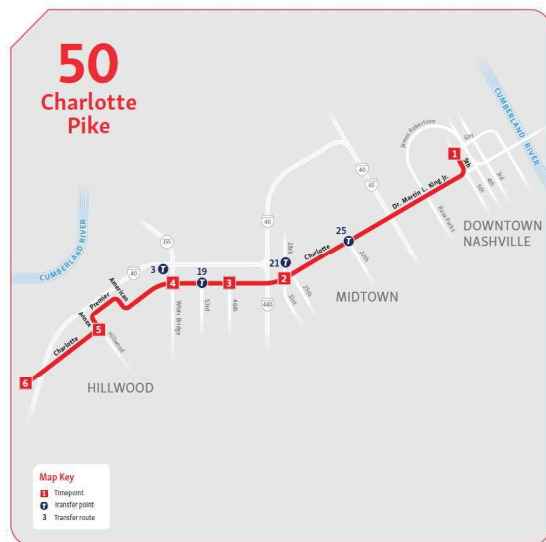 50
Charlotte
Pike
CUMBERLAND RIVER
James Robertson
Gay
1
5th
3rd
4th
5th
Dr. Martin L. King Jr.
Rosa Parks
DOWNTOWN
NASHVILLE
40
65
25
T
20th
Charlotte
28th
21
T
2
25th
31st
MIDTOWN
40
440
CUMBERLAND RIVER
155
40
3
T
19
T
3
4
White Bridge
53rd
46th
American
Premier
Annex
5
Hillwood
Charlotte
6
HILLWOOD
Map Key
1 Timepoint
T Transfer point
3 Transfer route